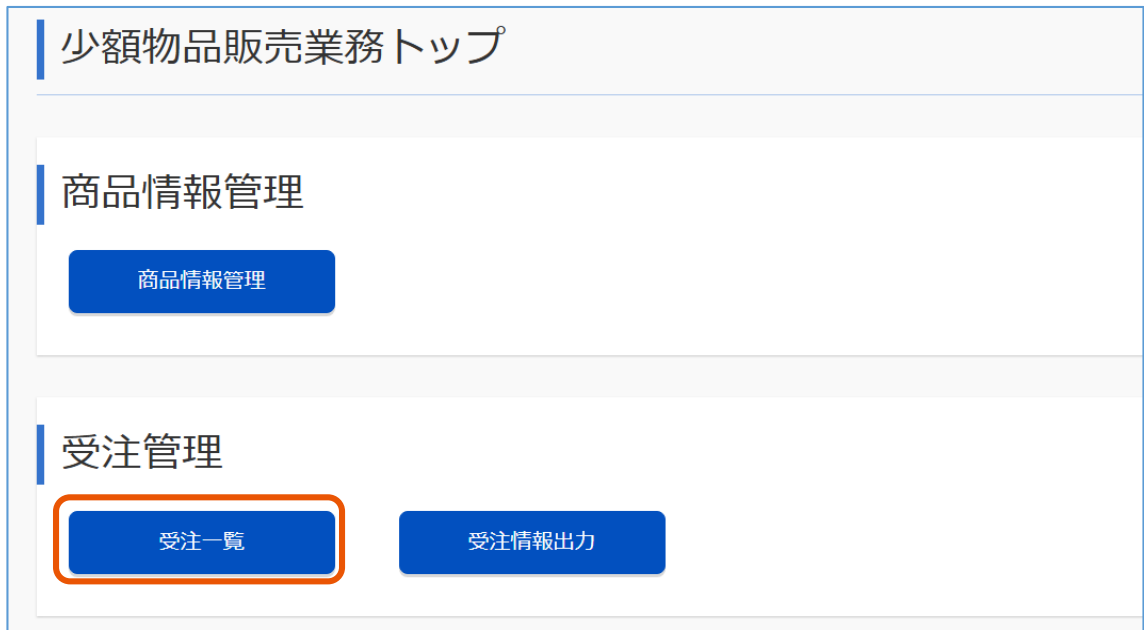 少額物品販売業務トップ
商品情報管理
商品情報管理
受注管理
受注一覧
受注情報出力